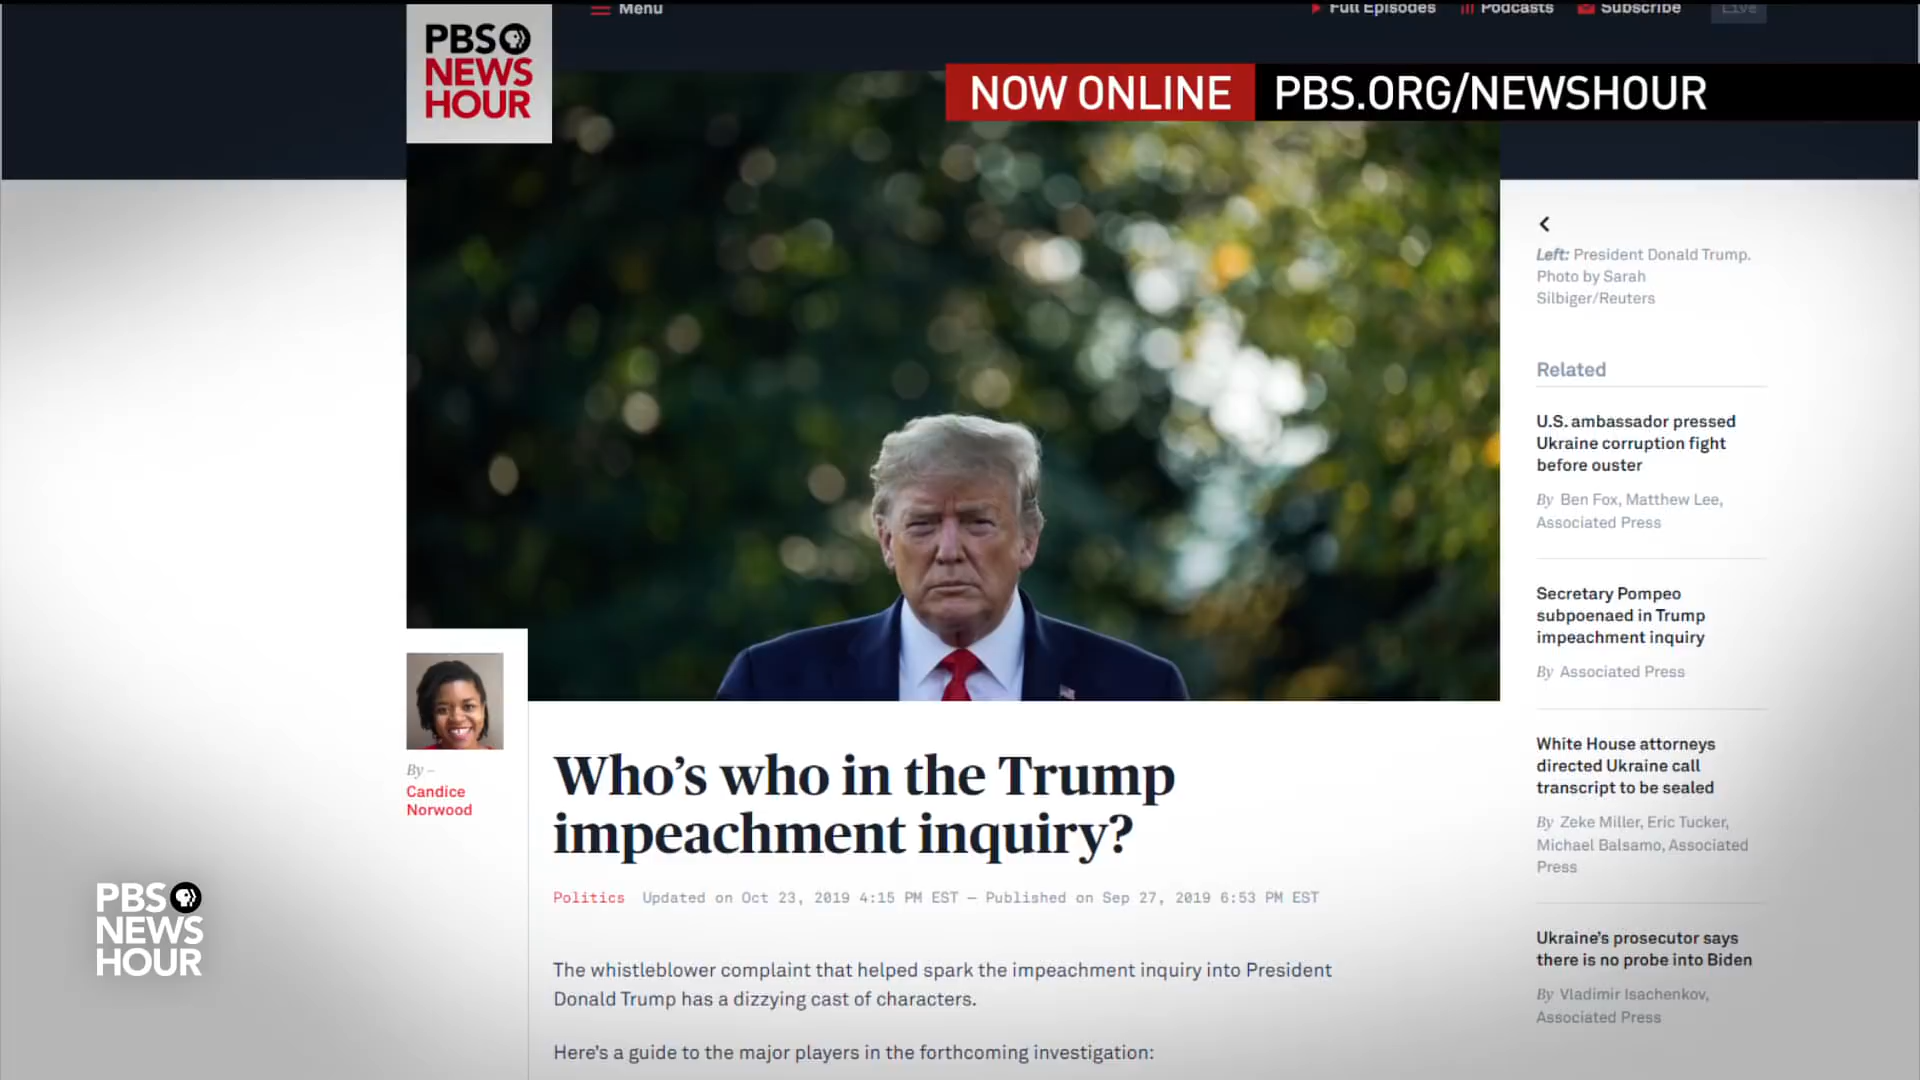 Menu
Full Episodes
Podcasts
Subscribe
Live
PBS
NEWS
HOUR
NOW ONLINE
PBS.ORG/NEWSHOUR
Left: President Donald Trump.
Photo by Sarah
Silbiger/Reuters
Related
U.S. ambassador pressed
Ukraine corruption fight
before ouster
By Ben Fox, Matthew Lee,
Associated Press
Secretary Pompeo
subpoenaed in Trump
impeachment inquiry
By Associated Press
White House attorneys
directed Ukraine call
transcript to be sealed
By Zeke Miller, Eric Tucker,
Michael Balsamo, Associated
Press
Ukraine's prosecutor says
there is no probe into Biden
By Vladimir Isachenkov,
Associated Press
By –
Candice
Norwood
Who's who in the Trump
impeachment inquiry?
Politics Updated on Oct 23, 2019 4:15 PM EST – Published on Sep 27, 2019 6:53 PM EST
The whistleblower complaint that helped spark the impeachment inquiry into President
Donald Trump has a dizzying cast of characters.
Here's a guide to the major players in the forthcoming investigation:
PBS
NEWS
HOUR